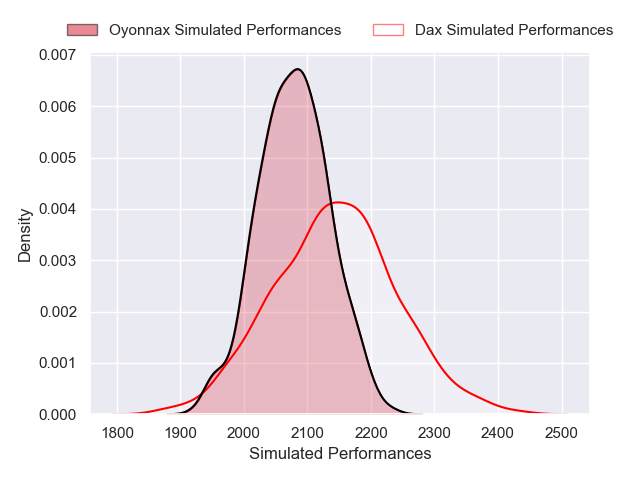 Oyonnax Simulated Performances Dax Simulated Performances
0.007
0.006
0.005
0.004
0.003
0.002
0.001
0.000
Density
1800 1900 2000 2100 2200 2300 2400 2500
Simulated Performances